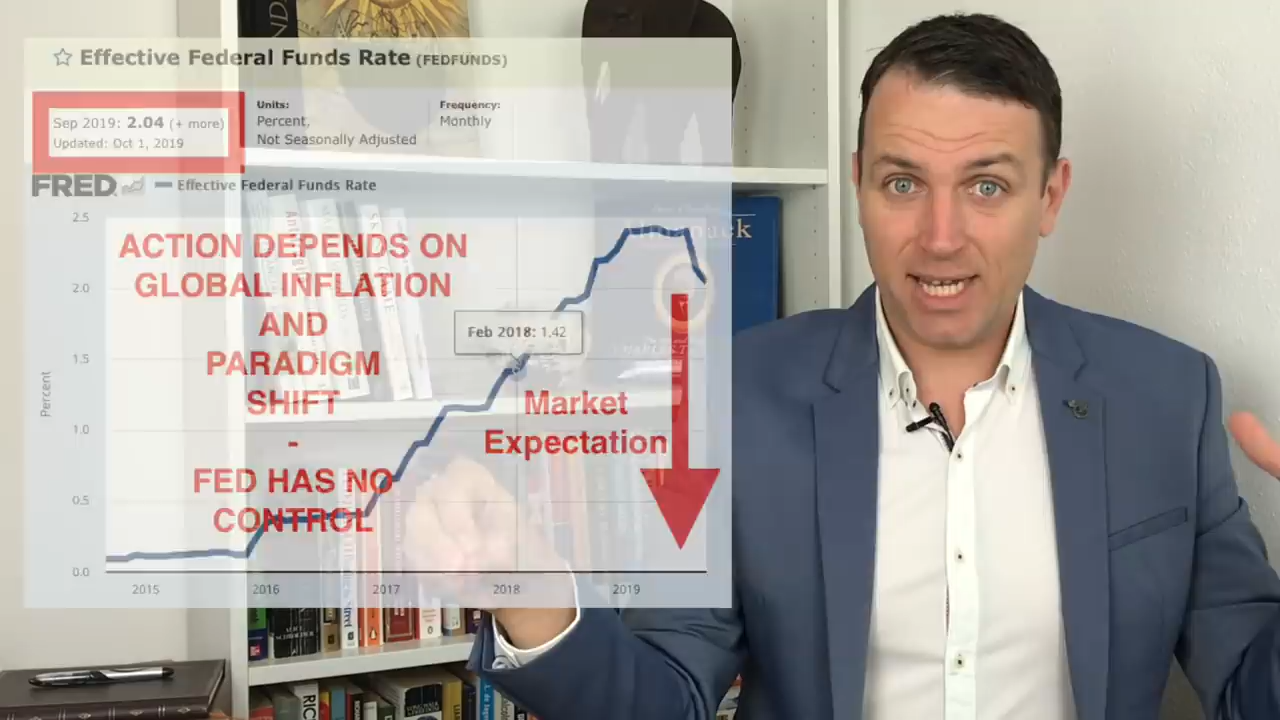 Effective Federal Funds Rate (FEDFUNDS)
Sep 2019: 2.04 (+ more)
Updated: Oct 1, 2019
Units:
Percent,
Not Seasonally Adjusted
Frequency:
Monthly
FRED
Effective Federal Funds Rate
2.5
2.0
1.5
1.0
0.5
0.0
Percent
2015
2016
2017
2018
2019
ACTION DEPENDS ON
GLOBAL INFLATION
AND
PARADIGM
SHIFT
-
FED HAS NO
CONTROL
Feb 2018: 1.42
Market
Expectation
Almanack